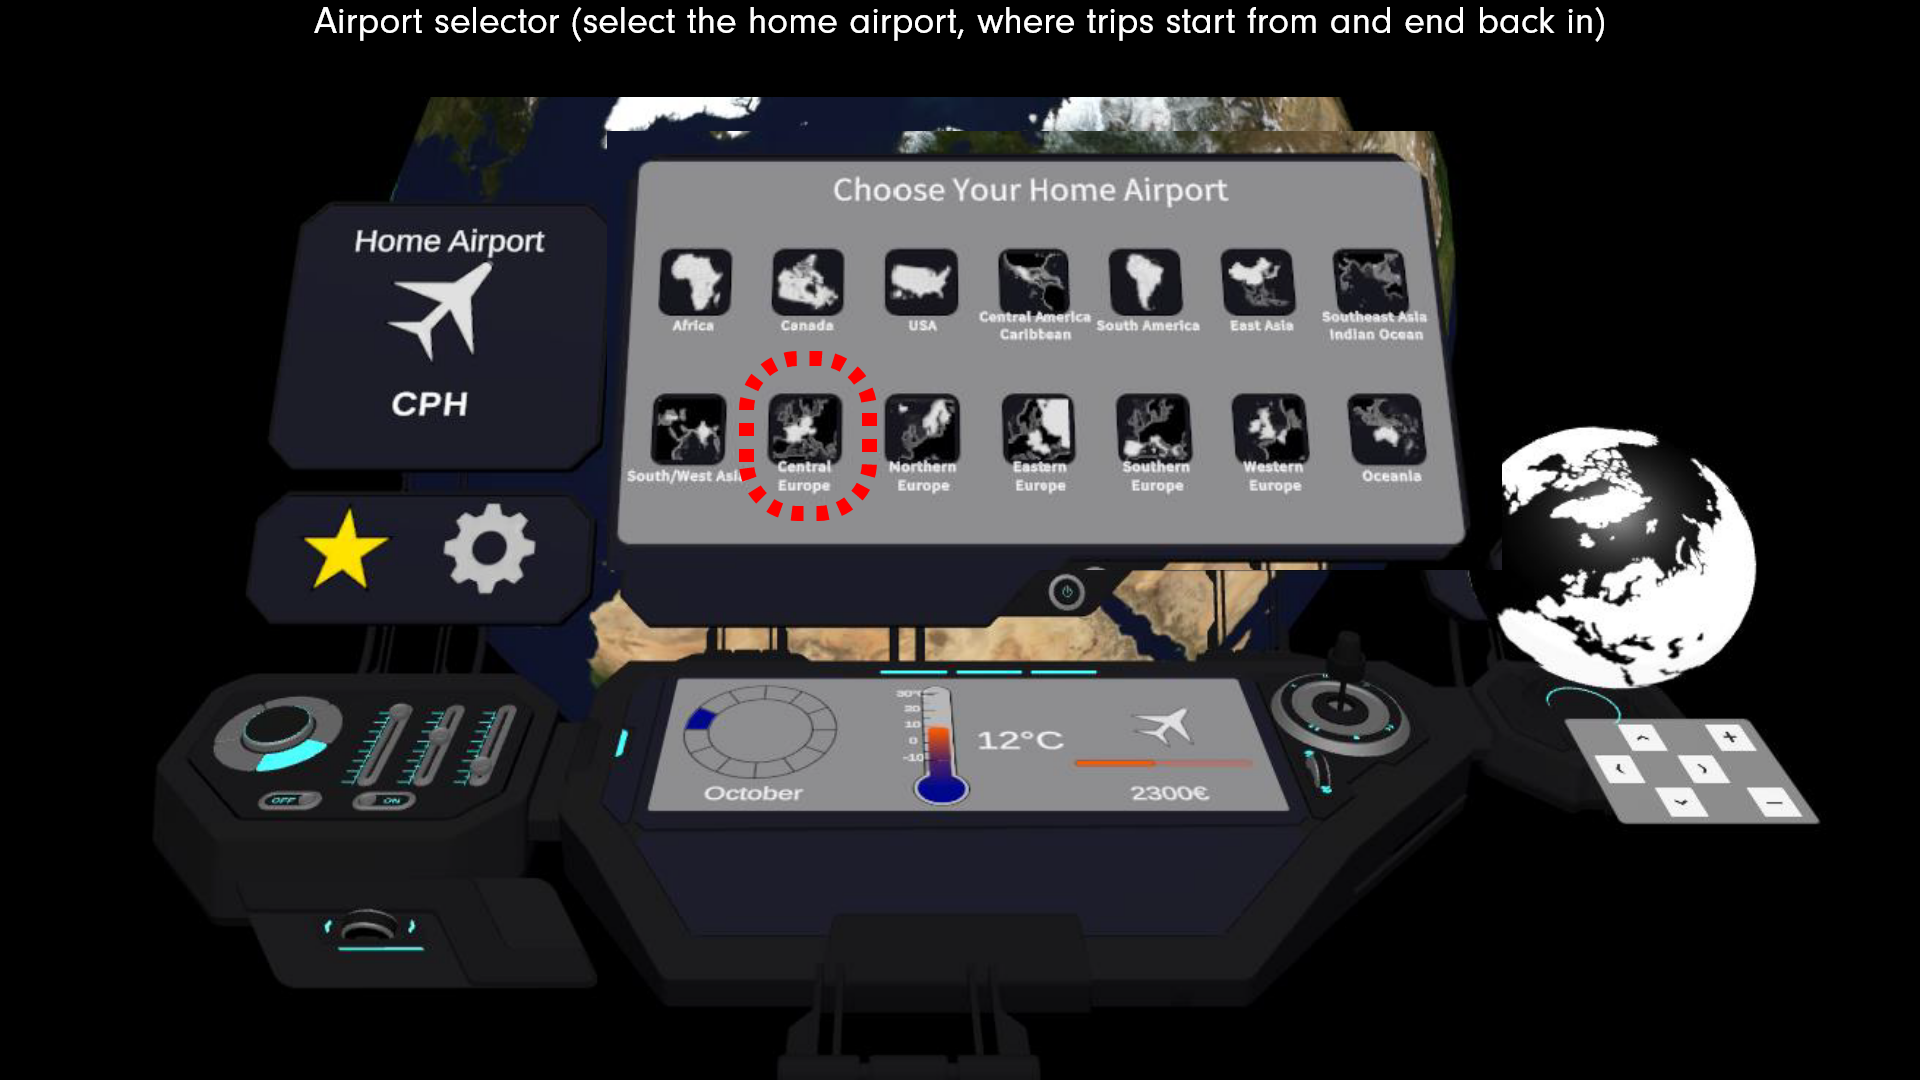 Airport selector (select the home airport, where trips start from and end back in)
Choose Your Home Airport
Home Airport
CPH
Africa
Canada
USA
Central America
Caribbean
South America
East Asia
Southeast Asia
Indian Ocean
South/West Asia
Central
Europe
Northern
Europe
Eastern
Europe
Southern
Europe
Western
Europe
Oceania
30°C
20
10
0
-10
12°C
October
2300€
OFF
ON